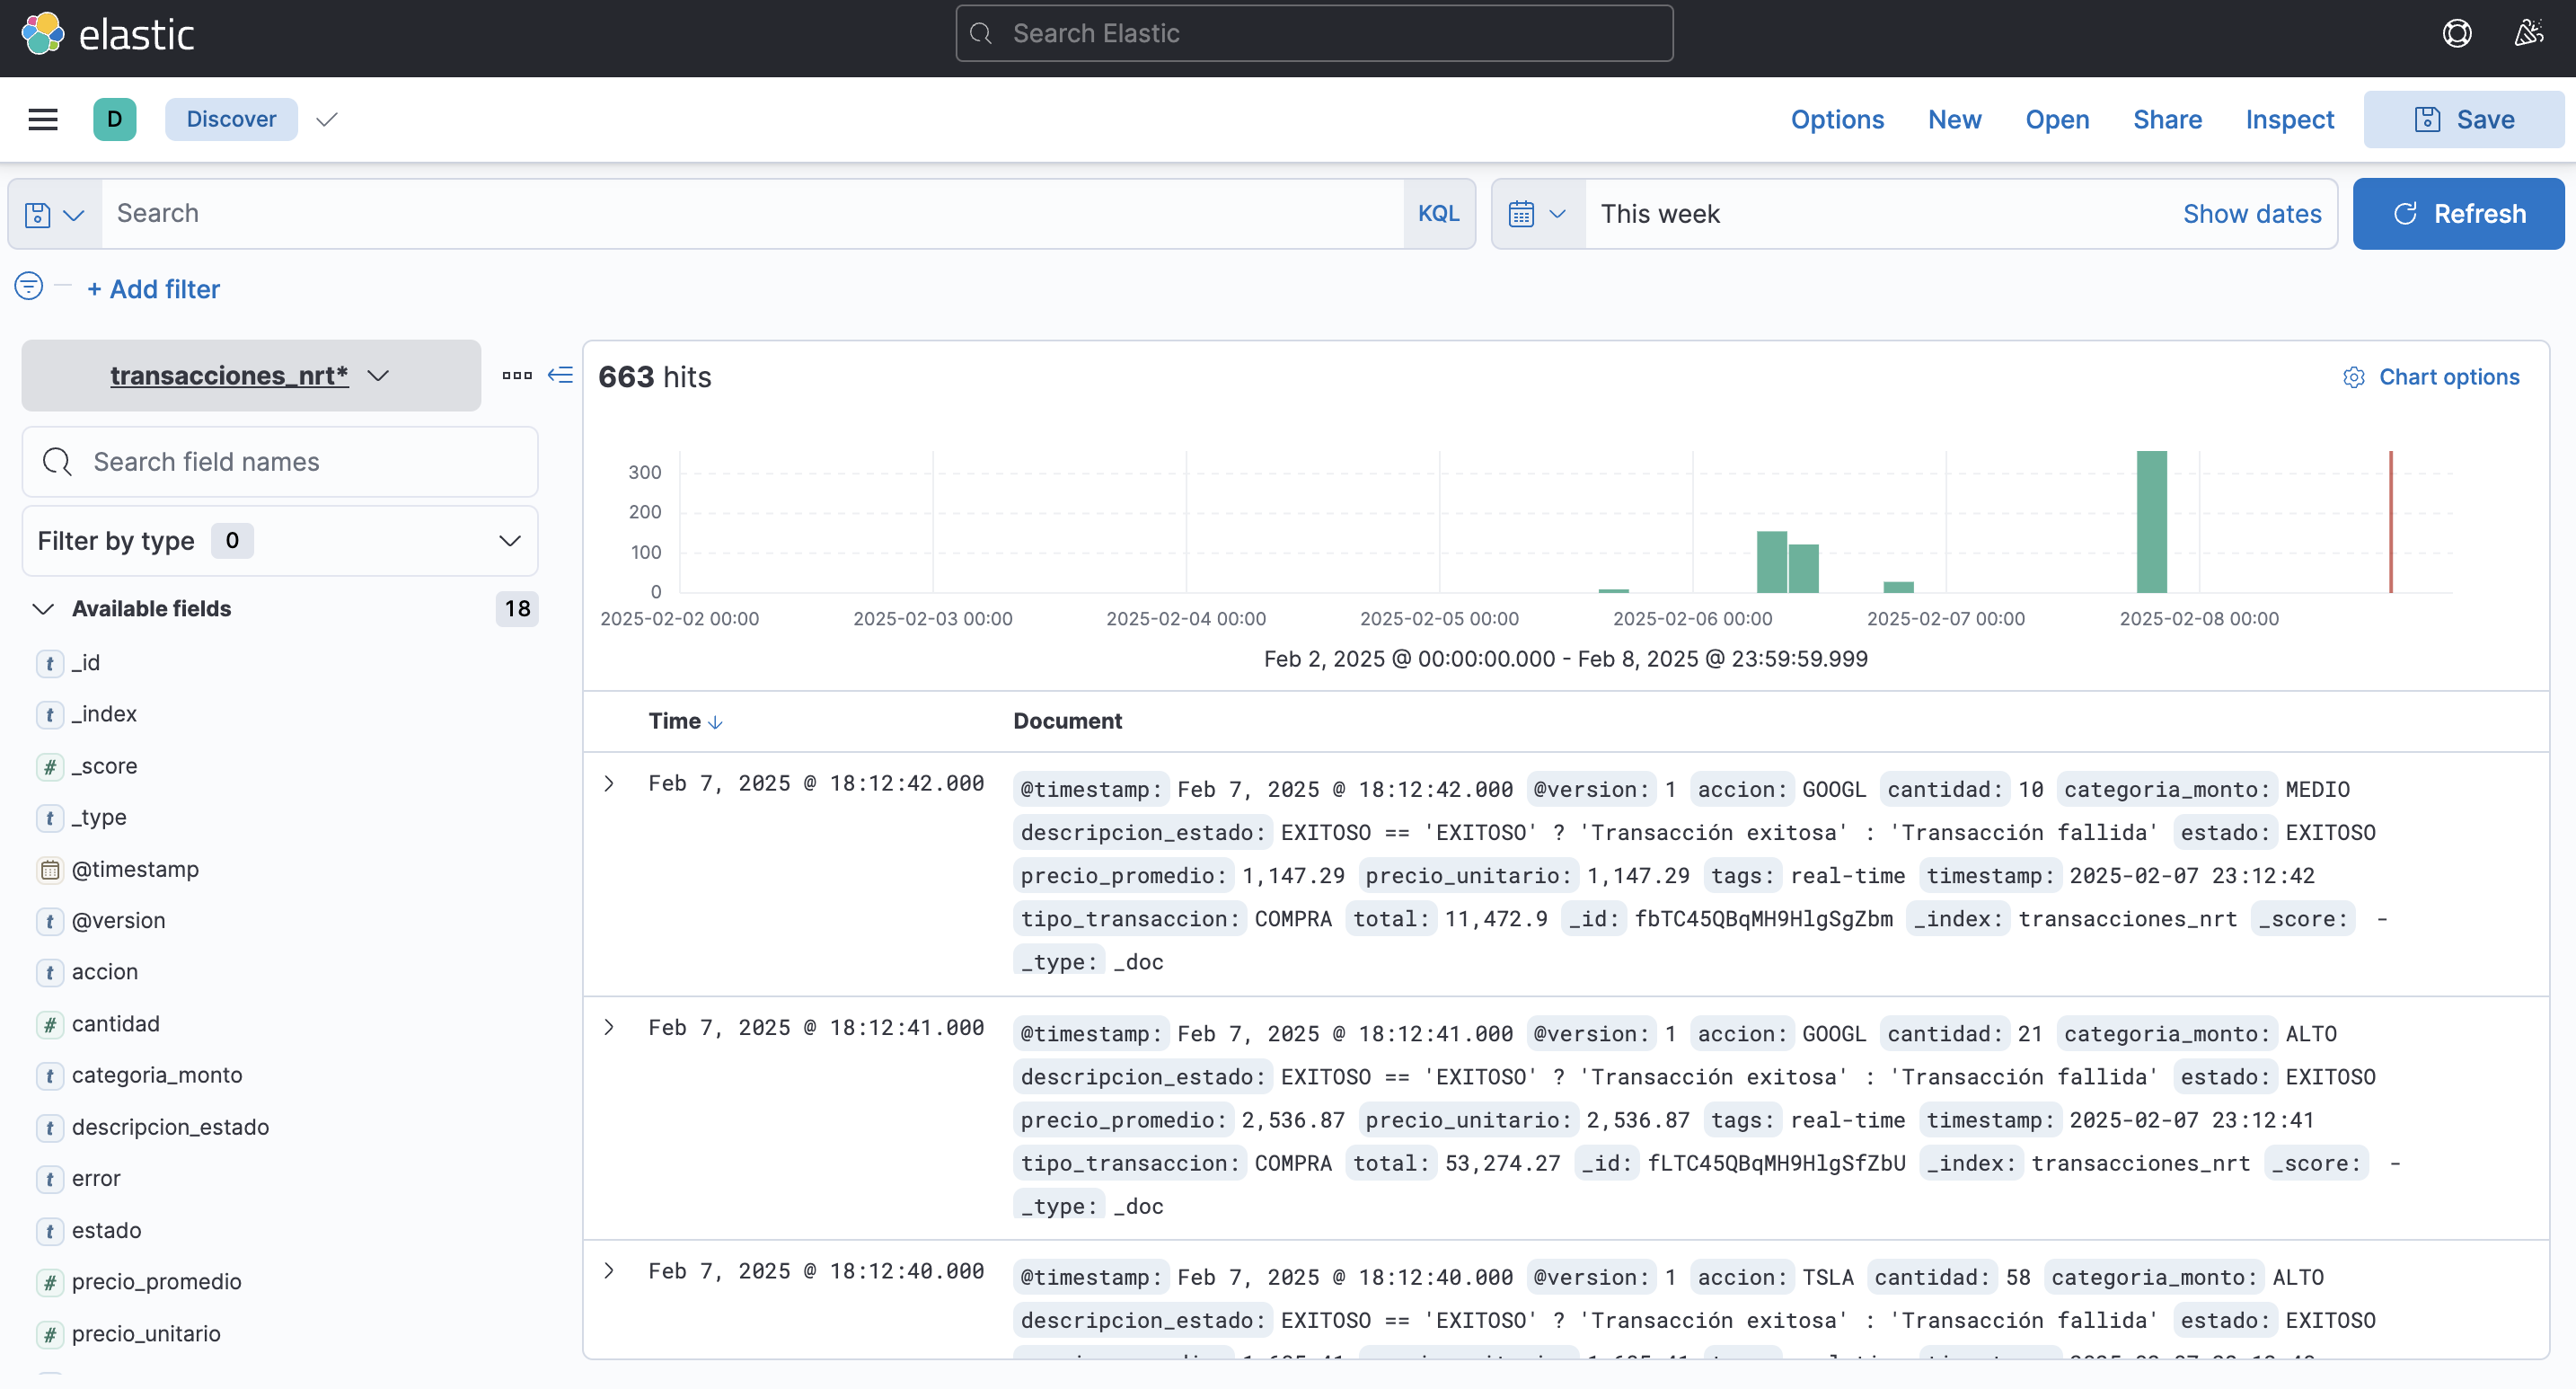 elastic
Search Elastic
D
Discover
Options
New
Open
Share
Inspect
Save
Search
KQL
This week
Show dates
Refresh
+ Add filter
transacciones_nrt*
Search field names
Filter by type 0
Available fields 18
t _id
t _index
# _score
t _type
@timestamp
t @version
t accion
# cantidad
t categoria_monto
t descripcion_estado
t error
t estado
# precio_promedio
# precio_unitario
663 hits
Chart options
300
200
100
0
2025-02-02 00:00 2025-02-03 00:00 2025-02-04 00:00 2025-02-05 00:00 2025-02-06 00:00 2025-02-07 00:00 2025-02-08 00:00
Feb 2, 2025 @ 00:00:00.000 - Feb 8, 2025 @ 23:59:59.999
Time Document
Feb 7, 2025 @ 18:12:42.000
@timestamp: Feb 7, 2025 @ 18:12:42.000 @version: 1 accion: GOOGL cantidad: 10 categoria_monto: MEDIO
descripcion_estado: EXITOSO == 'EXITOSO' ? 'Transacción exitosa' : 'Transacción fallida' estado: EXITOSO
precio_promedio: 1,147.29 precio_unitario: 1,147.29 tags: real-time timestamp: 2025-02-07 23:12:42
tipo_transaccion: COMPRA total: 11,472.9 _id: fbTC45QBqMH9HlgSgZbm _index: transacciones_nrt _score: -
_type: _doc
Feb 7, 2025 @ 18:12:41.000
@timestamp: Feb 7, 2025 @ 18:12:41.000 @version: 1 accion: GOOGL cantidad: 21 categoria_monto: ALTO
descripcion_estado: EXITOSO == 'EXITOSO' ? 'Transacción exitosa' : 'Transacción fallida' estado: EXITOSO
precio_promedio: 2,536.87 precio_unitario: 2,536.87 tags: real-time timestamp: 2025-02-07 23:12:41
tipo_transaccion: COMPRA total: 53,274.27 _id: fLTC45QBqMH9HlgSfZbU _index: transacciones_nrt _score: -
_type: _doc
Feb 7, 2025 @ 18:12:40.000
@timestamp: Feb 7, 2025 @ 18:12:40.000 @version: 1 accion: TSLA cantidad: 58 categoria_monto: ALTO
descripcion_estado: EXITOSO == 'EXITOSO' ? 'Transacción exitosa' : 'Transacción fallida' estado: EXITOSO